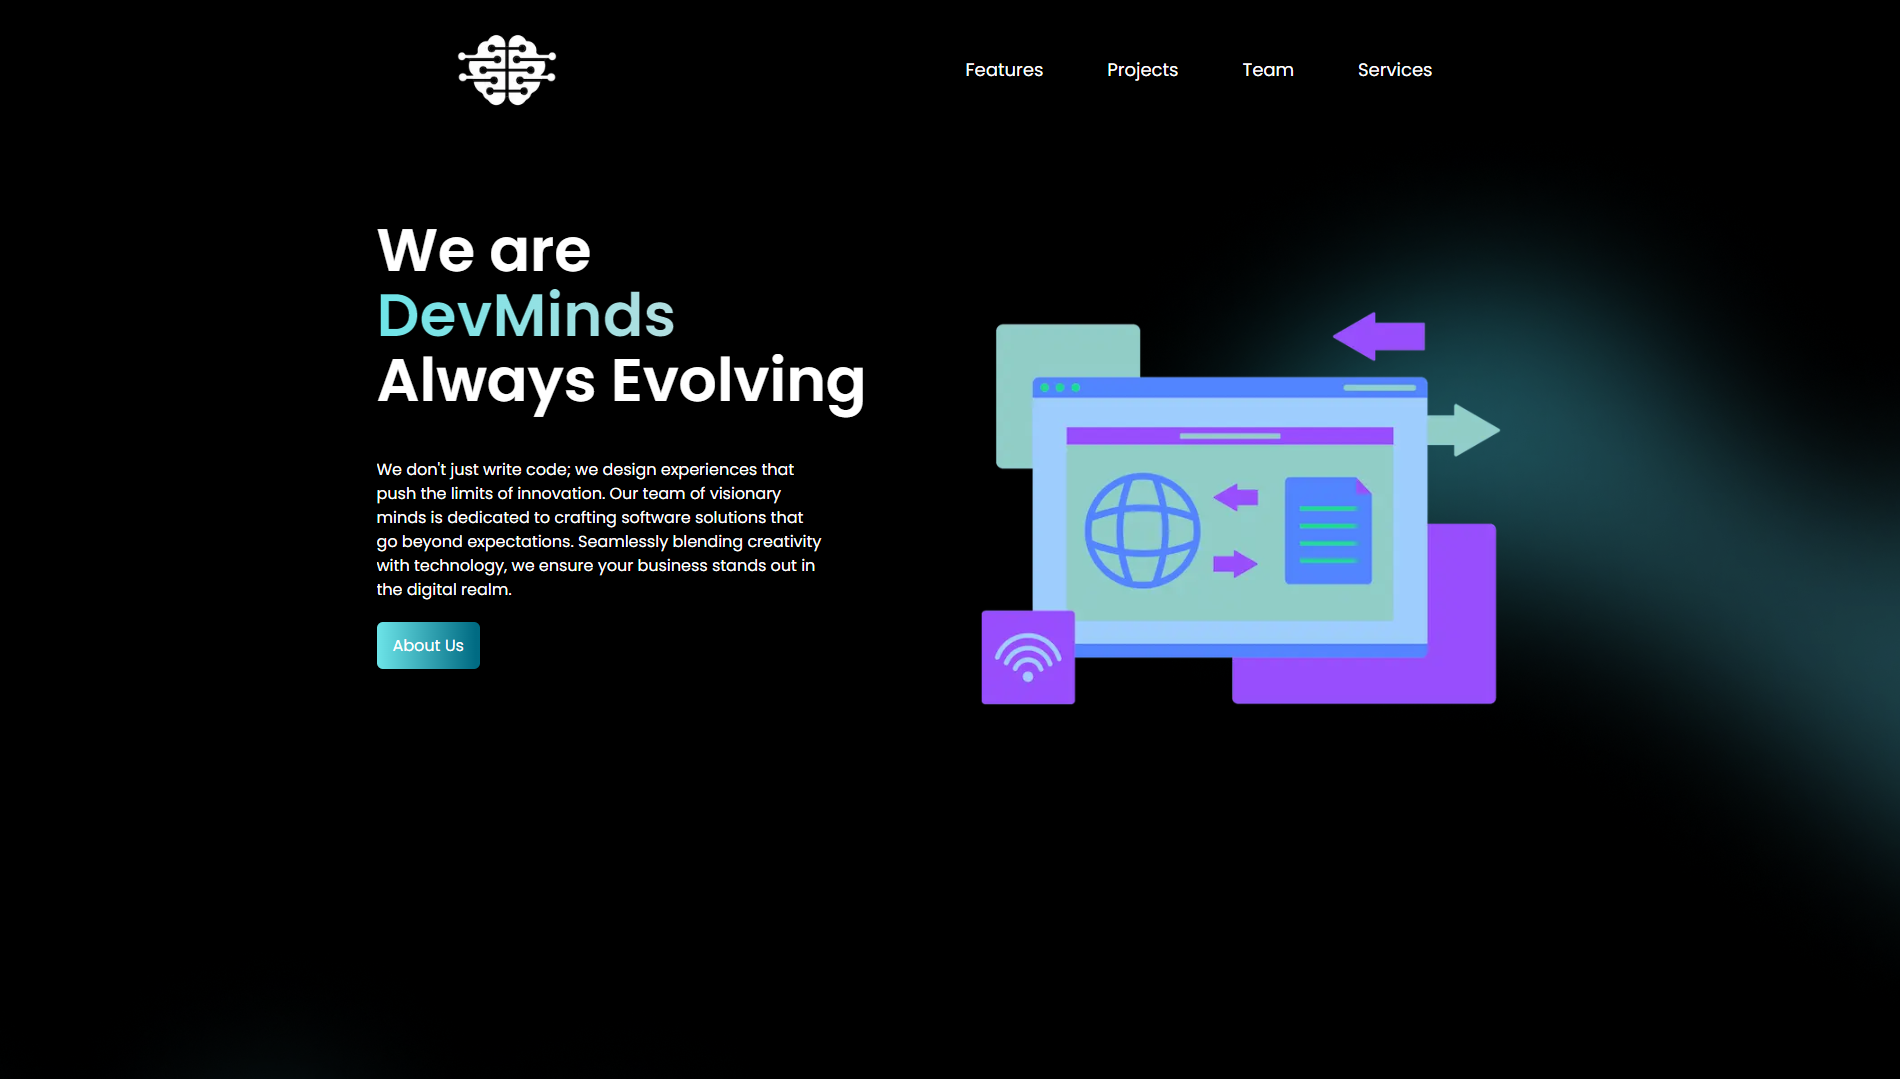 Features Projects Team Services
We are
DevMinds
Always Evolving
We don't just write code; we design experiences that
push the limits of innovation. Our team of visionary
minds is dedicated to crafting software solutions that
go beyond expectations. Seamlessly blending creativity
with technology, we ensure your business stands out in
the digital realm.
About Us